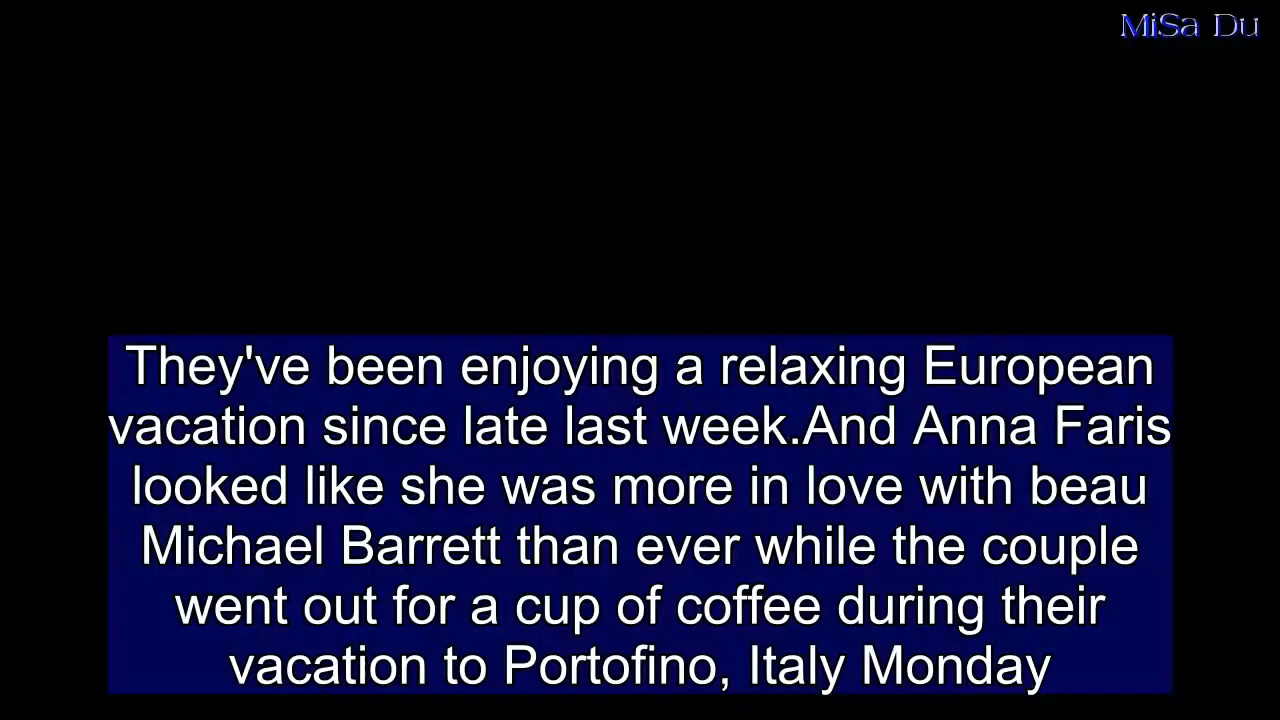 MiSa Du
They've been enjoying a relaxing European
vacation since late last week.And Anna Faris
looked like she was more in love with beau
Michael Barrett than ever while the couple
went out for a cup of coffee during their
vacation to Portofino, Italy Monday